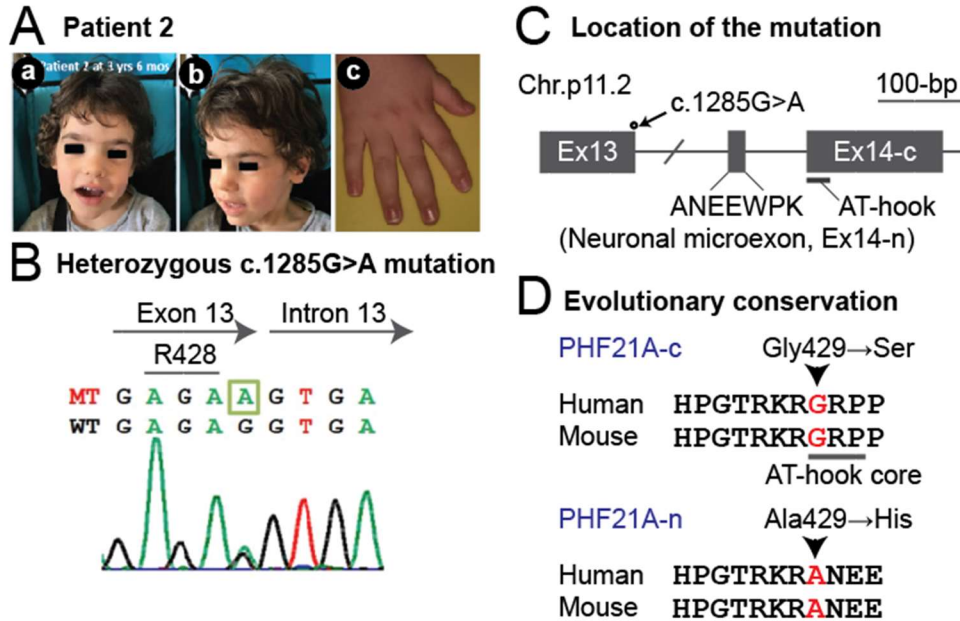 A Patient 2
a Patient 2 at 3 yrs 6 mos b c
B Heterozygous c.1285G>A mutation
Exon 13 Intron 13
R428
MT G A G A A G T G A
WT G A G A G G T G A
C Location of the mutation
Chr.p11.2 100-bp
c.1285G>A
Ex13 Ex14-c
ANEEWPK AT-hook
(Neuronal microexon, Ex14-n)
D Evolutionary conservation
PHF21A-c Gly429→Ser
Human HPGTRKRGRPP
Mouse HPGTRKRGRPP
AT-hook core
PHF21A-n Ala429→His
Human HPGTRKRANEE
Mouse HPGTRKRANEE